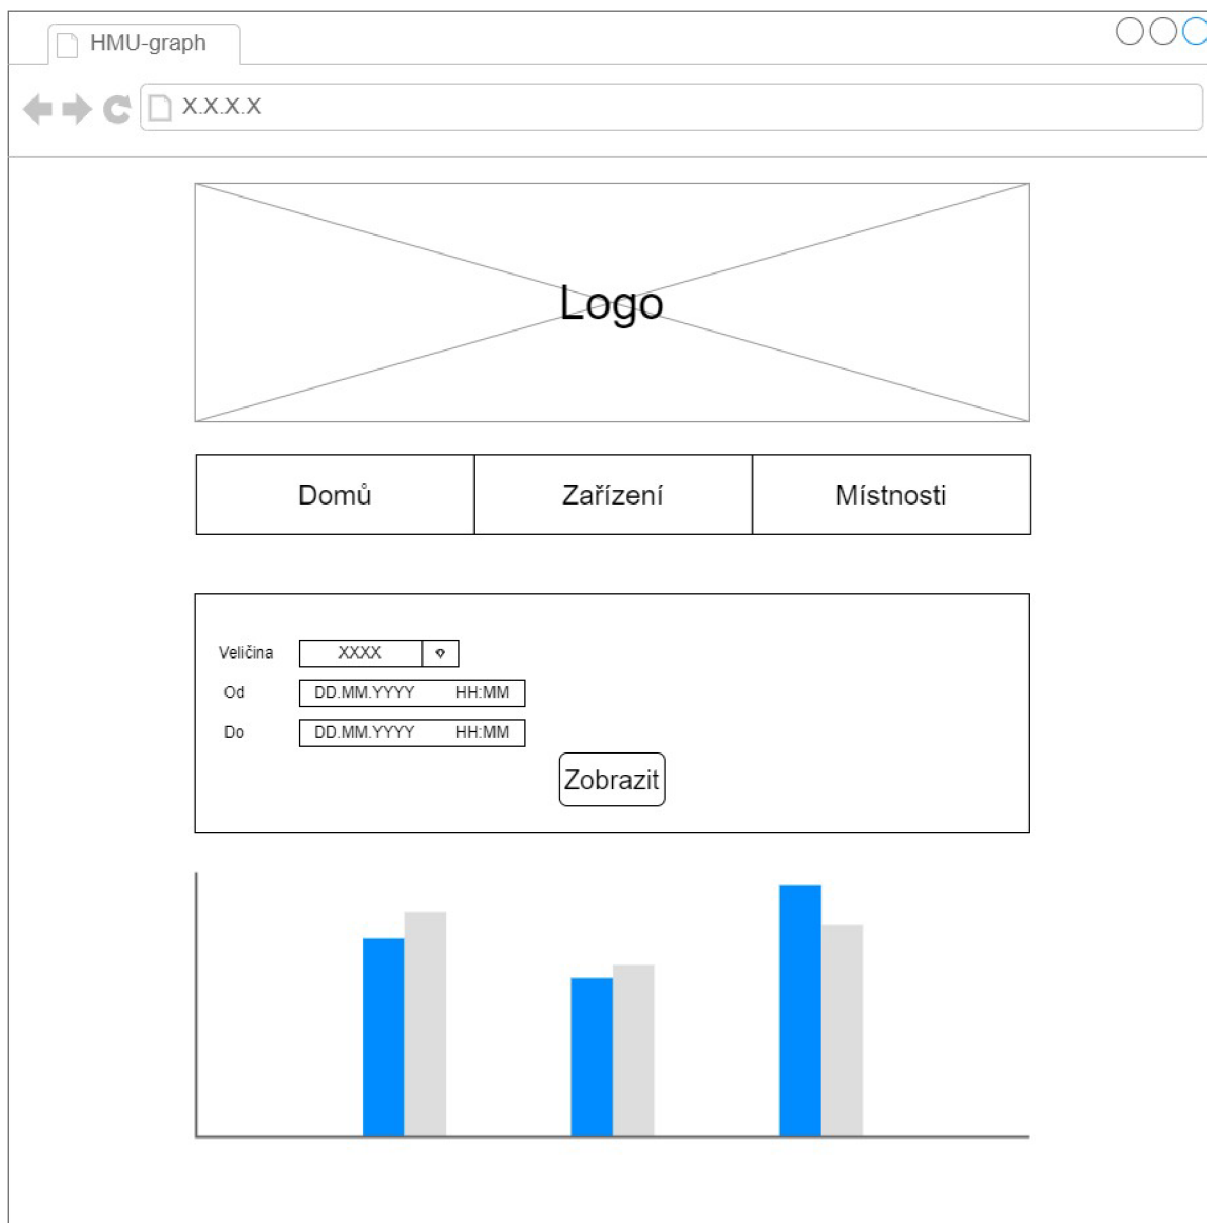 HMU-graph
X.X.X.X
Logo
Domů Zařízení Místnosti
Veličina XXXX
Od DD.MM.YYYY HH:MM
Do DD.MM.YYYY HH:MM
Zobrazit